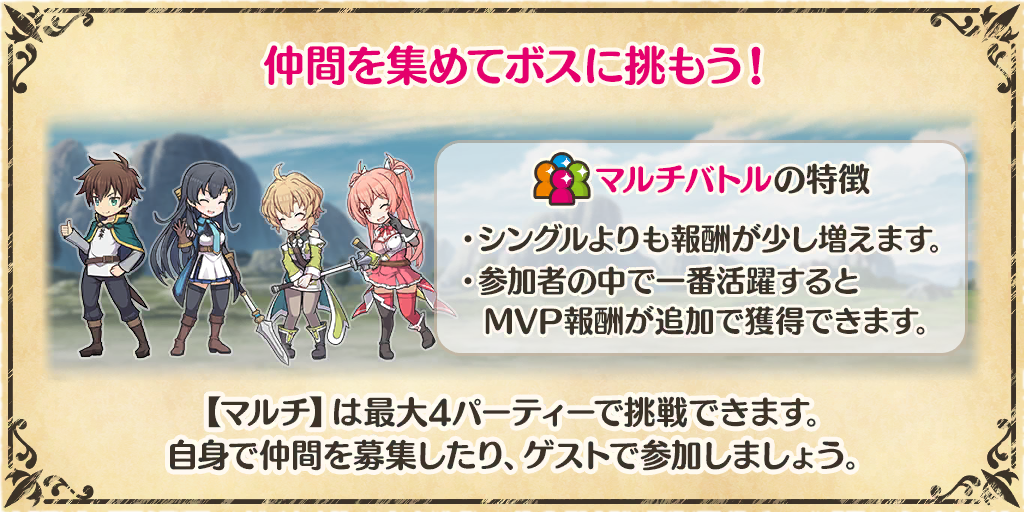 仲間を集めてボスに挑もう！
マルチバトルの特徴
・シングルよりも報酬が少し増えます。
・参加者の中で一番活躍すると
MVP報酬が追加で獲得できます。
【マルチ】は最大4パーティーで挑戦できます。
自身で仲間を募集したり、ゲストで参加しましょう。